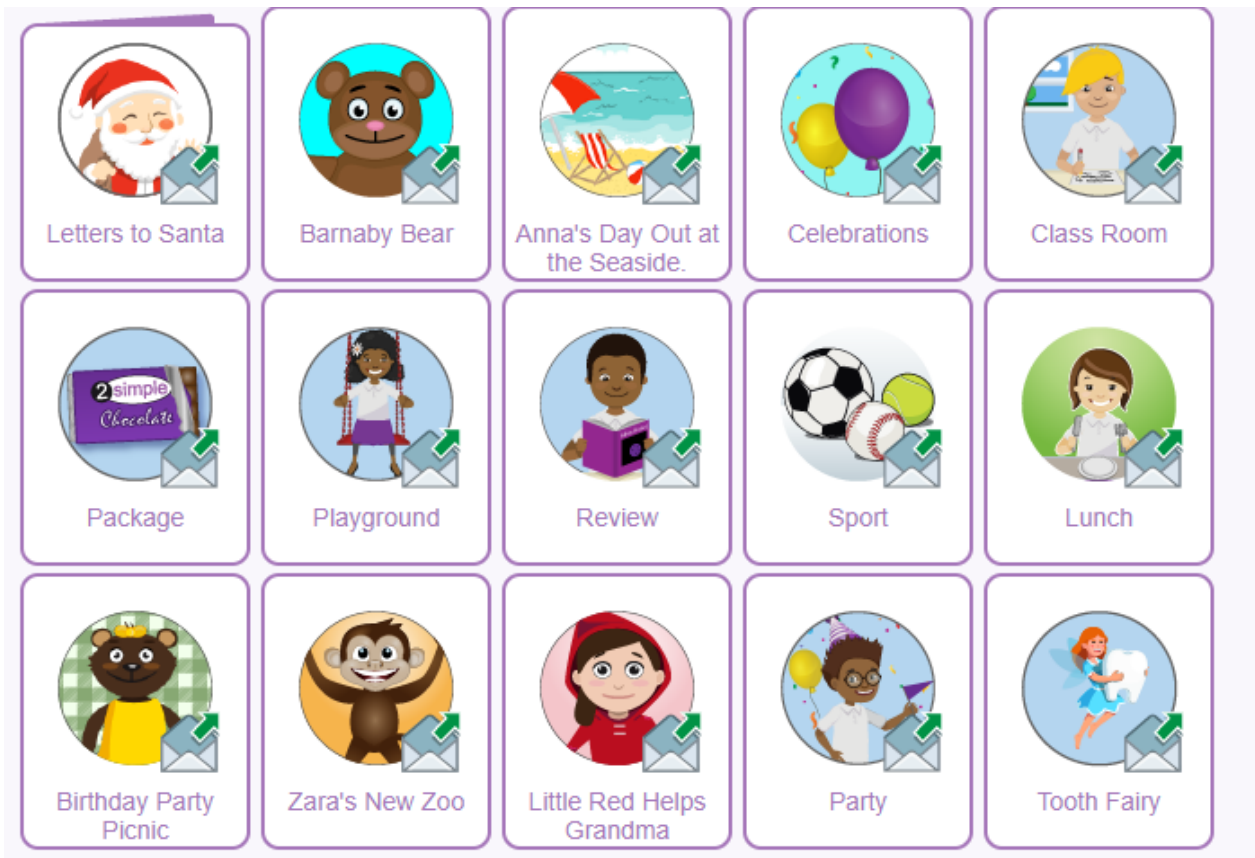 Letters to Santa
Barnaby Bear
Anna's Day Out at
the Seaside.
Celebrations
Class Room
2simple
Chocolate
Package
Playground
Review
Sport
Lunch
Birthday Party
Picnic
Zara's New Zoo
Little Red Helps
Grandma
Party
Tooth Fairy